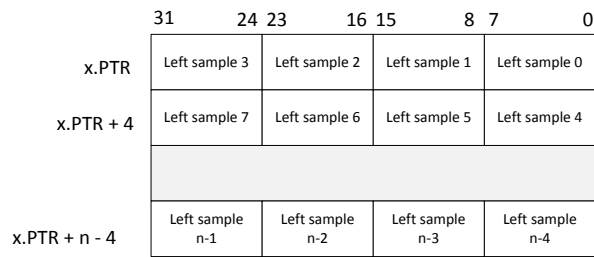 31 24 23 16 15 8 7 0
x.PTR Left sample 3 Left sample 2 Left sample 1 Left sample 0
x.PTR + 4 Left sample 7 Left sample 6 Left sample 5 Left sample 4
Left sample Left sample Left sample Left sample
x.PTR + n - 4 n-1 n-2 n-3 n-4